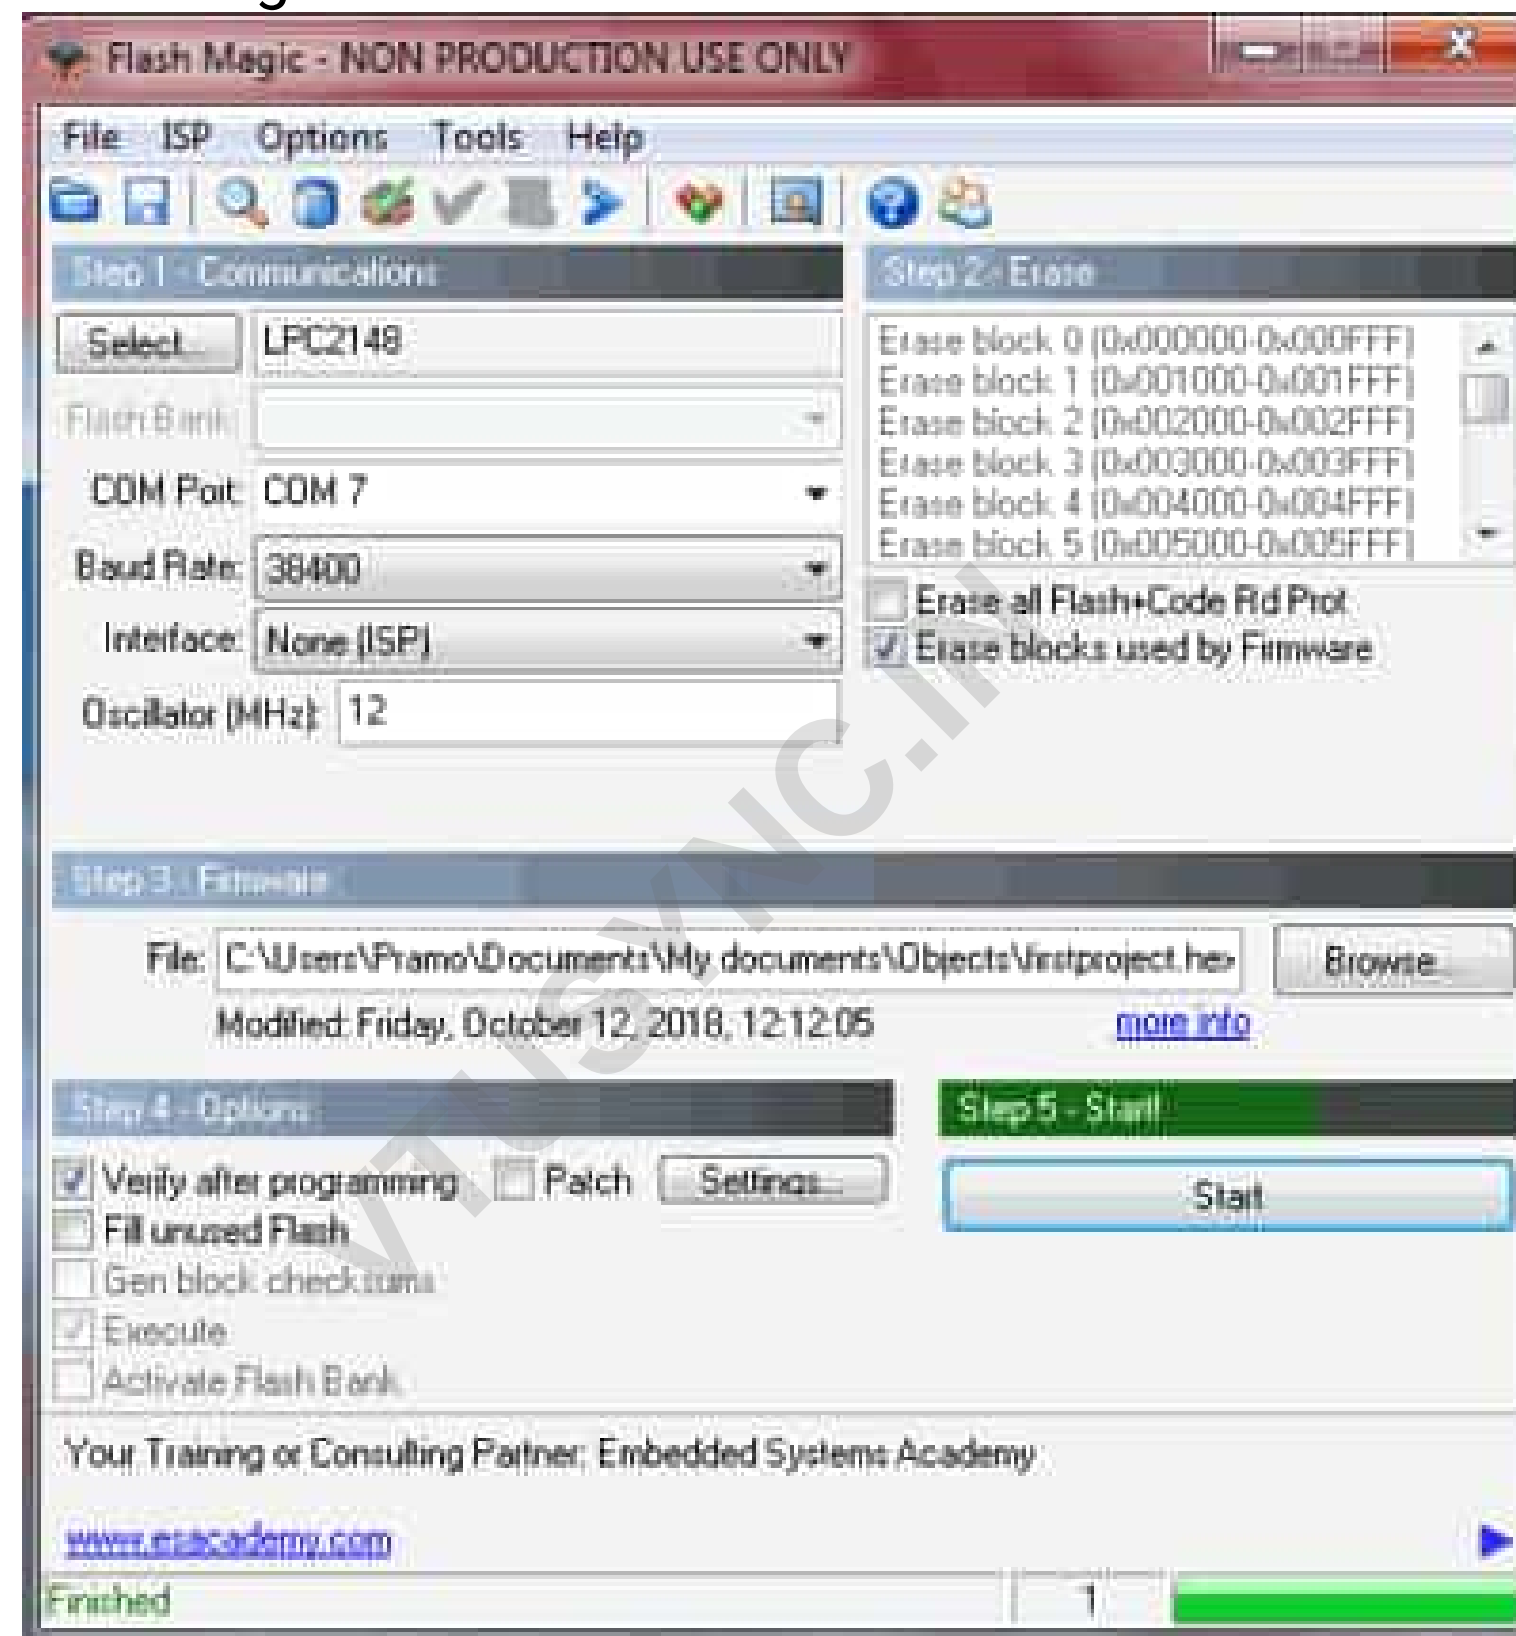 Flash Magic - NON PRODUCTION USE ONLY
File ISP Options Tools Help
Step 1 - Communications
Select... LPC2148
Flash Bank:
COM Port: COM 7
Baud Rate: 38400
Interface: None (ISP)
Oscillator (MHz): 12
Step 2 - Erase
Erase block 0 (0x000000-0x000FFF)
Erase block 1 (0x001000-0x001FFF)
Erase block 2 (0x002000-0x002FFF)
Erase block 3 (0x003000-0x003FFF)
Erase block 4 (0x004000-0x004FFF)
Erase block 5 (0x005000-0x005FFF)
Erase all Flash+Code Rd Prot
Erase blocks used by Firmware
Step 3 - Firmware
File: C:\Users\Pramo\Documents\My documents\Objects\firstproject.hex Browse...
Modified: Friday, October 12, 2018, 12:12:05 more info
Step 4 - Options
Verify after programming Patch Settings...
Fill unused Flash
Gen block checksums
Execute
Activate Flash Bank
Step 5 - Start!
Start
Your Training or Consulting Partner: Embedded Systems Academy
www.esacademy.com
Finished 1
VTUSYNC.IN